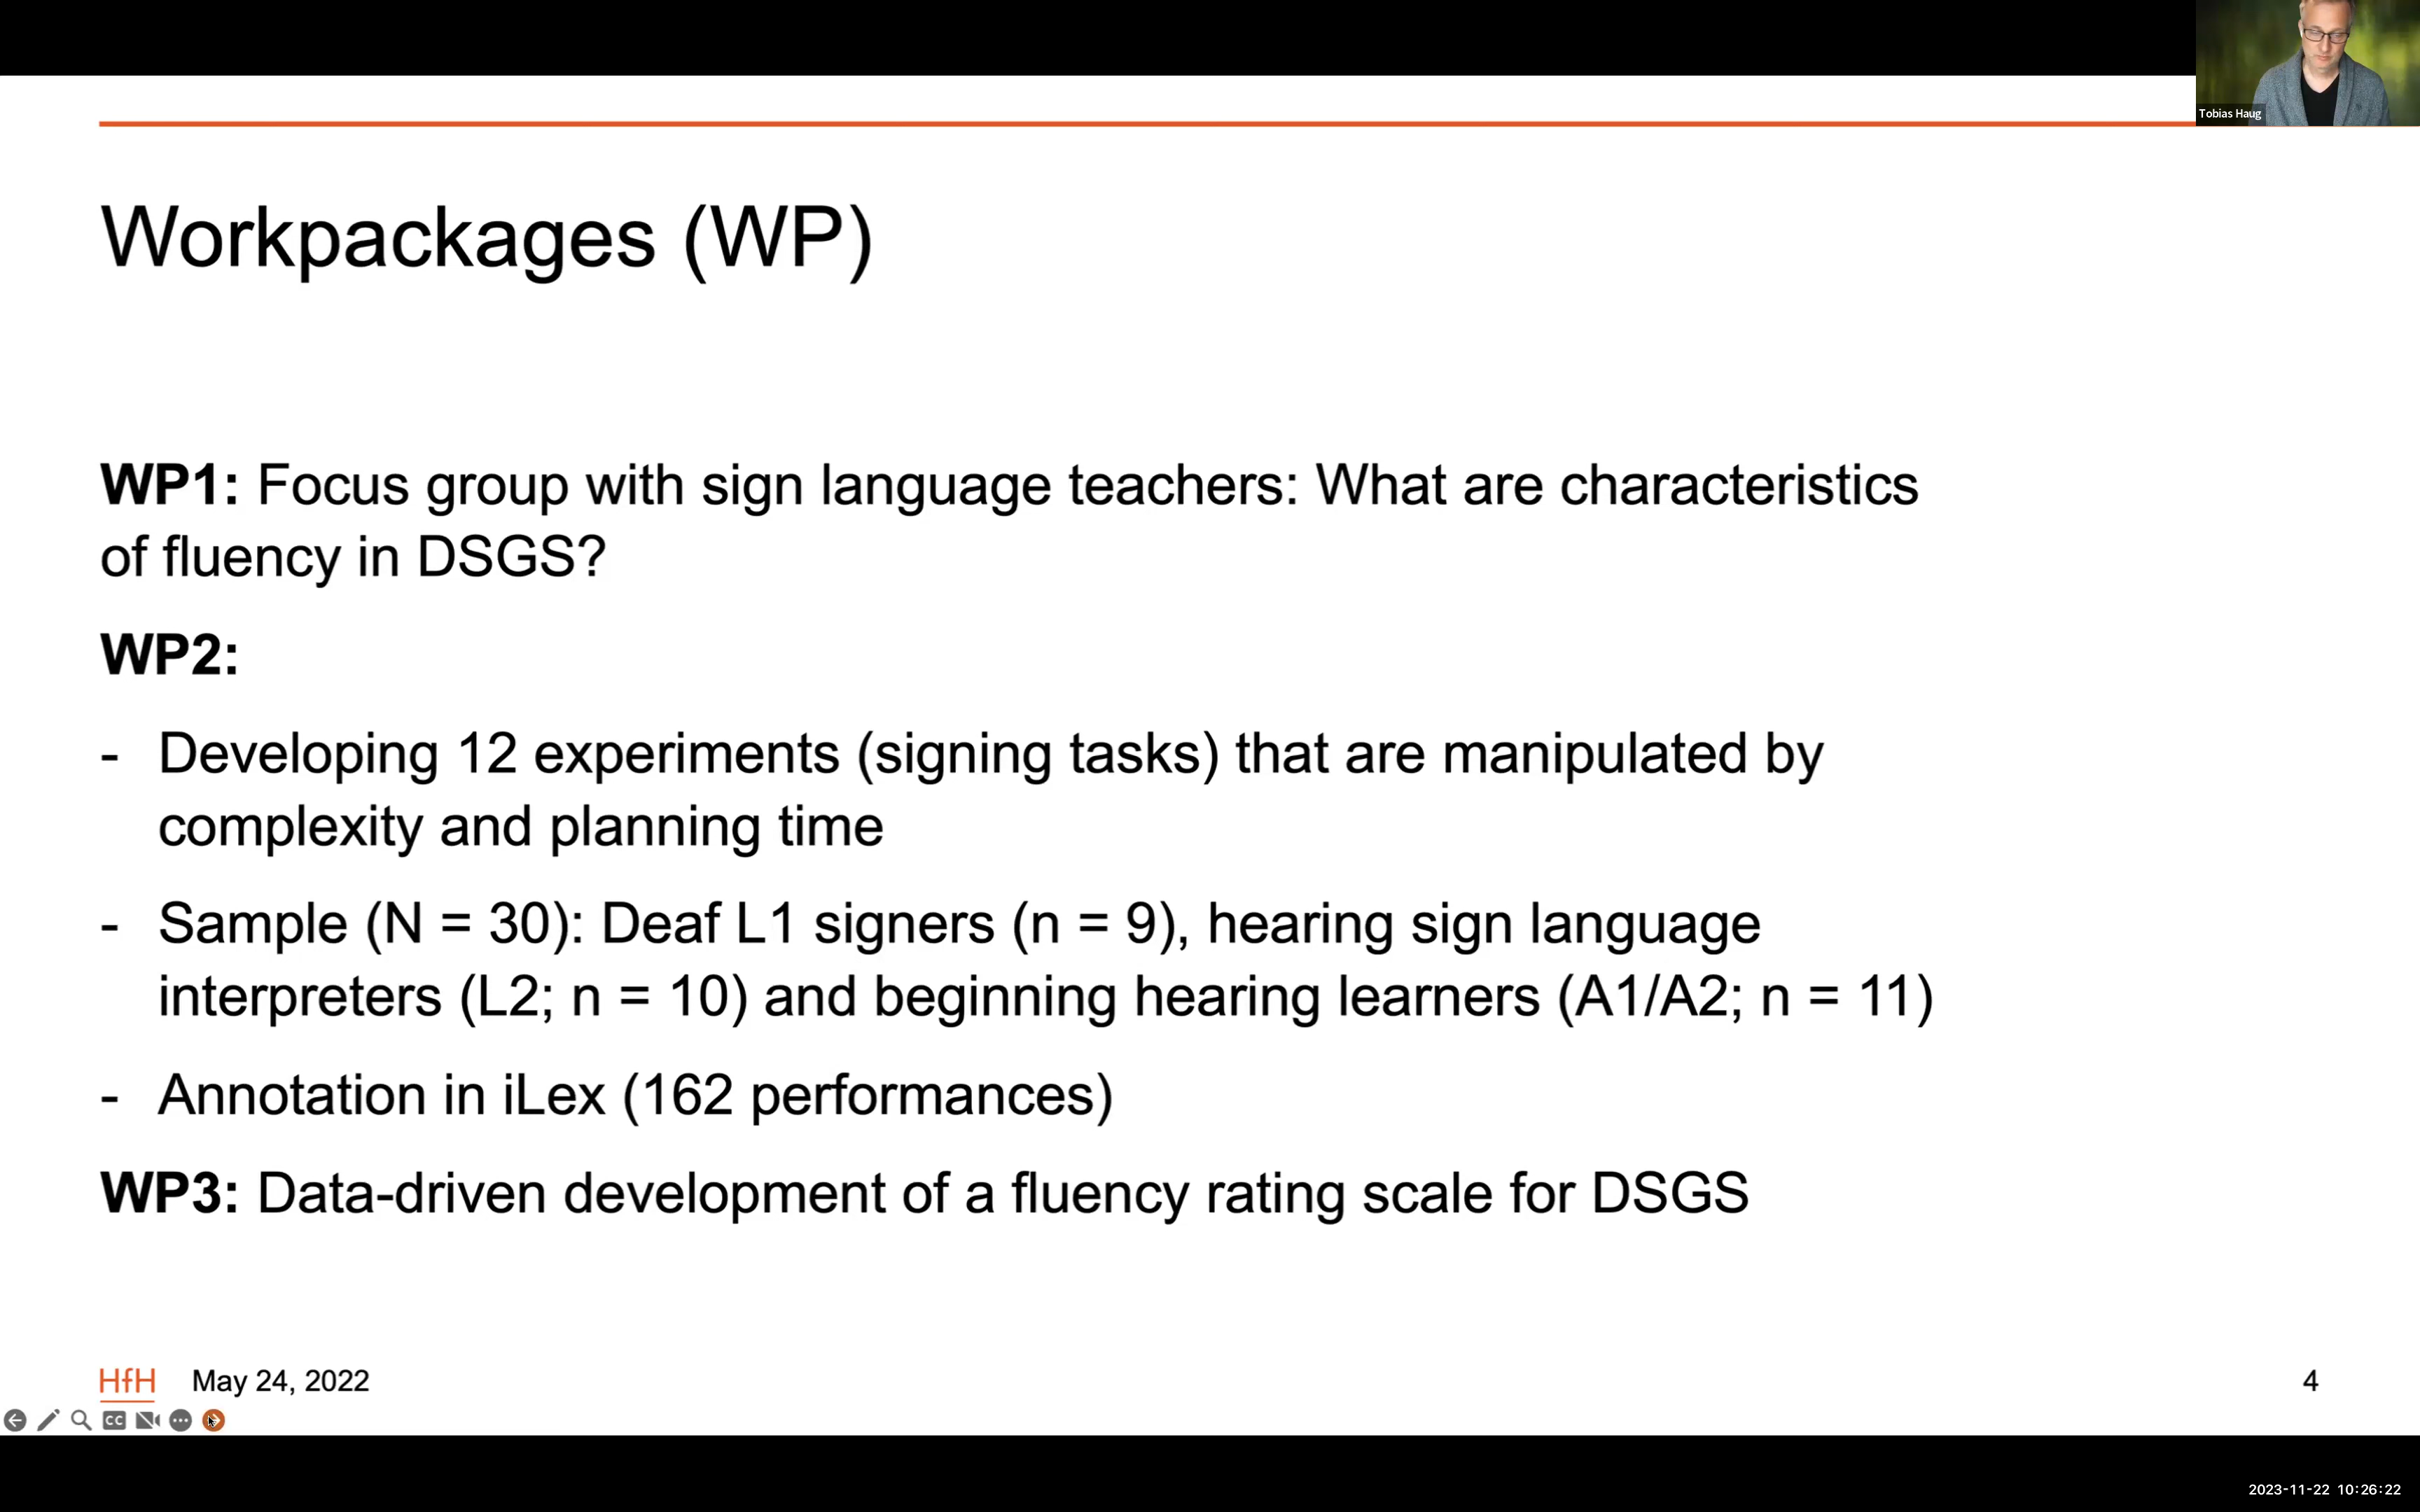 Tobias Haug
Workpackages (WP)
WP1: Focus group with sign language teachers: What are characteristics
of fluency in DSGS?
WP2:
- Developing 12 experiments (signing tasks) that are manipulated by
complexity and planning time
- Sample (N = 30): Deaf L1 signers (n = 9), hearing sign language
interpreters (L2; n = 10) and beginning hearing learners (A1/A2; n = 11)
- Annotation in iLex (162 performances)
WP3: Data-driven development of a fluency rating scale for DSGS
HfH May 24, 2022 4
CC
2023-11-22 10:26:22